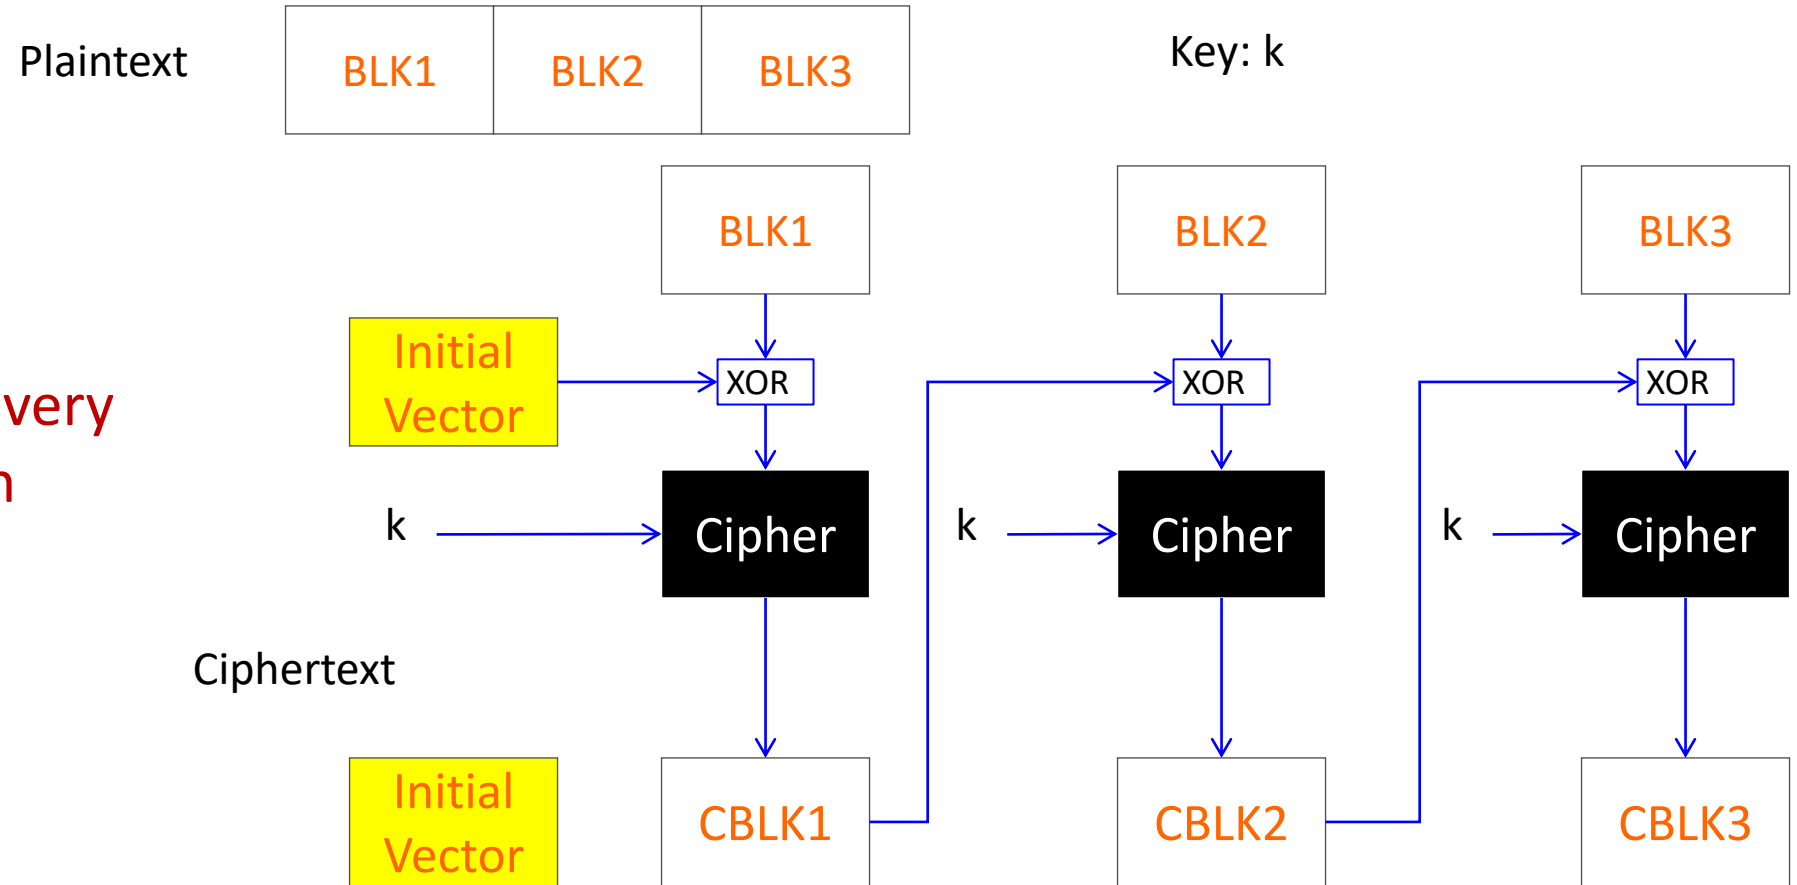 Plaintext
BLK1 BLK2 BLK3
Key: k
BLK1 BLK2 BLK3
Initial
Vector
XOR XOR XOR
very
k Cipher k Cipher k Cipher
Ciphertext
Initial
Vector
CBLK1 CBLK2 CBLK3